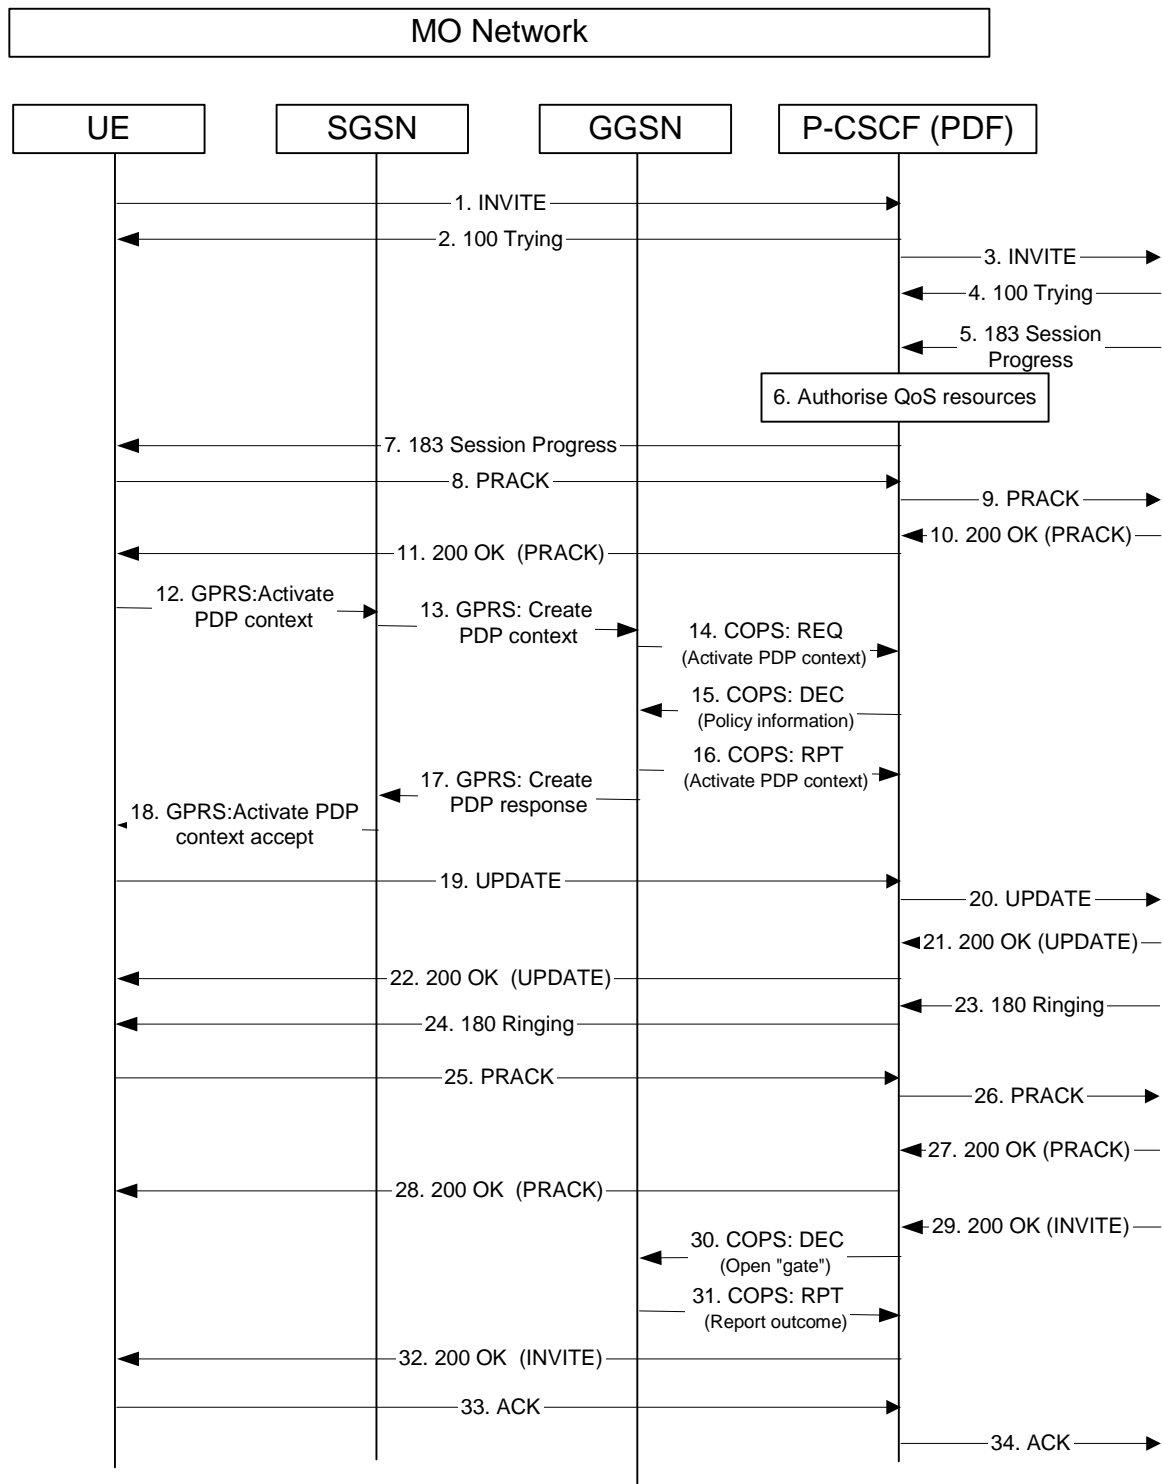 MO Network
UE
SGSN
GGSN
P-CSCF (PDF)
1. INVITE
2. 100 Trying
3. INVITE
4. 100 Trying
5. 183 Session
Progress
6. Authorise QoS resources
7. 183 Session Progress
8. PRACK
9. PRACK
10. 200 OK (PRACK)
11. 200 OK (PRACK)
12. GPRS:Activate
PDP context
13. GPRS: Create
PDP context
14. COPS: REQ
(Activate PDP context)
15. COPS: DEC
(Policy information)
16. COPS: RPT
(Activate PDP context)
17. GPRS: Create
PDP response
18. GPRS:Activate PDP
context accept
19. UPDATE
20. UPDATE
21. 200 OK (UPDATE)
22. 200 OK (UPDATE)
23. 180 Ringing
24. 180 Ringing
25. PRACK
26. PRACK
27. 200 OK (PRACK)
28. 200 OK (PRACK)
29. 200 OK (INVITE)
30. COPS: DEC
(Open "gate")
31. COPS: RPT
(Report outcome)
32. 200 OK (INVITE)
33. ACK
34. ACK